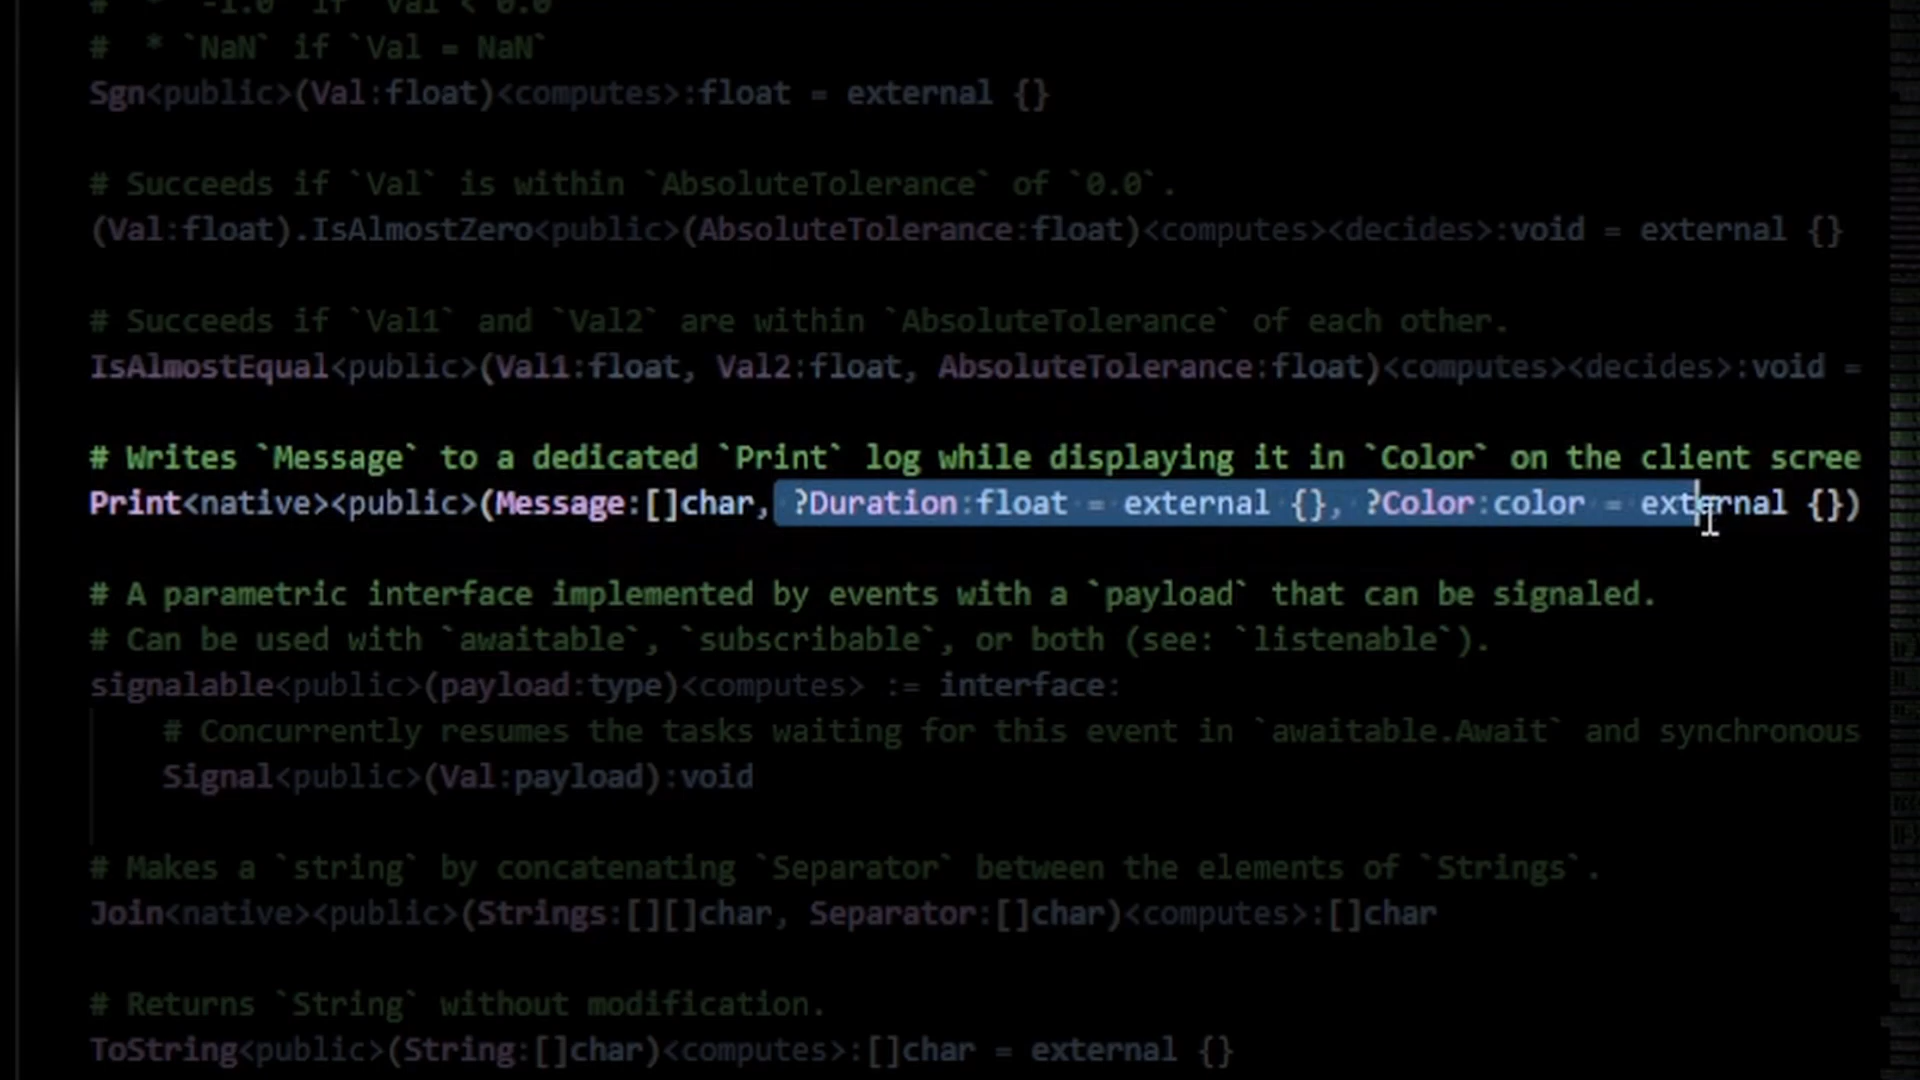 #  * `-1.0` if `Val < 0.0`
#  * `NaN` if `Val = NaN`
Sgn<public>(Val:float)<computes>:float = external {}
# Succeeds if `Val` is within `AbsoluteTolerance` of `0.0`.
(Val:float).IsAlmostZero<public>(AbsoluteTolerance:float)<computes><decides>:void = external {}
# Succeeds if `Val1` and `Val2` are within `AbsoluteTolerance` of each other.
IsAlmostEqual<public>(Val1:float, Val2:float, AbsoluteTolerance:float)<computes><decides>:void =
# Writes `Message` to a dedicated `Print` log while displaying it in `Color` on the client scree
Print<native><public>(Message:[]char, ?Duration:float = external {}, ?Color:color = external {})
# A parametric interface implemented by events with a `payload` that can be signaled.
# Can be used with `awaitable`, `subscribable`, or both (see: `listenable`).
signalable<public>(payload:type)<computes> := interface:
# Concurrently resumes the tasks waiting for this event in `awaitable.Await` and synchronous
Signal<public>(Val:payload):void
# Makes a `string` by concatenating `Separator` between the elements of `Strings`.
Join<native><public>(Strings:[][]char, Separator:[]char)<computes>:[]char
# Returns `String` without modification.
ToString<public>(String:[]char)<computes>:[]char = external {}